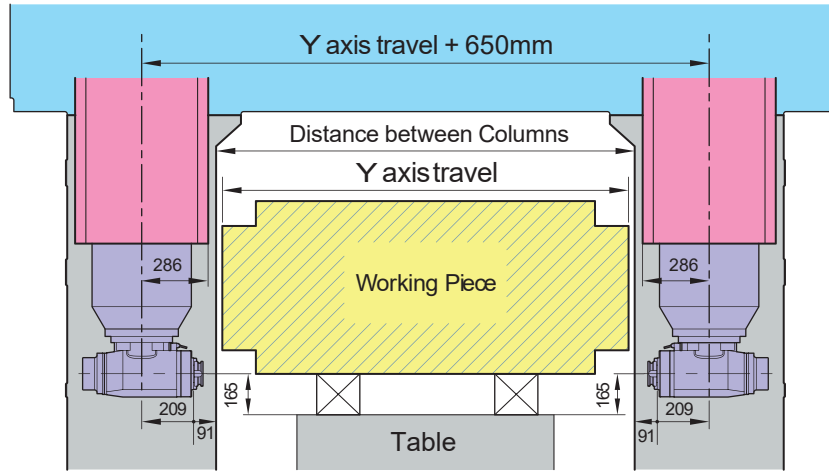 Y axis travel + 650mm
Distance between Columns
Y axis travel
286
286
Working Piece
165
165
209
209
91
91
Table